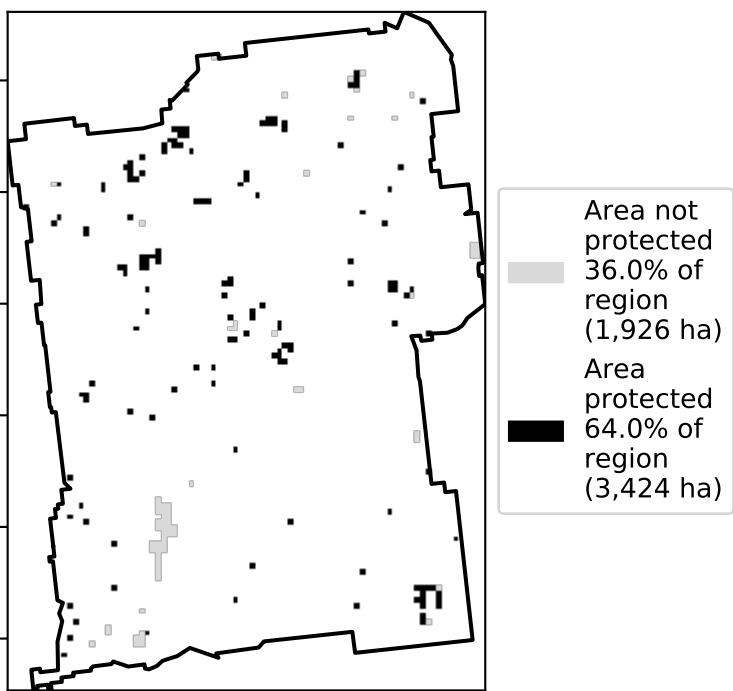 Area not
protected
36.0% of
region
(1,926 ha)
Area
protected
64.0% of
region
(3,424 ha)